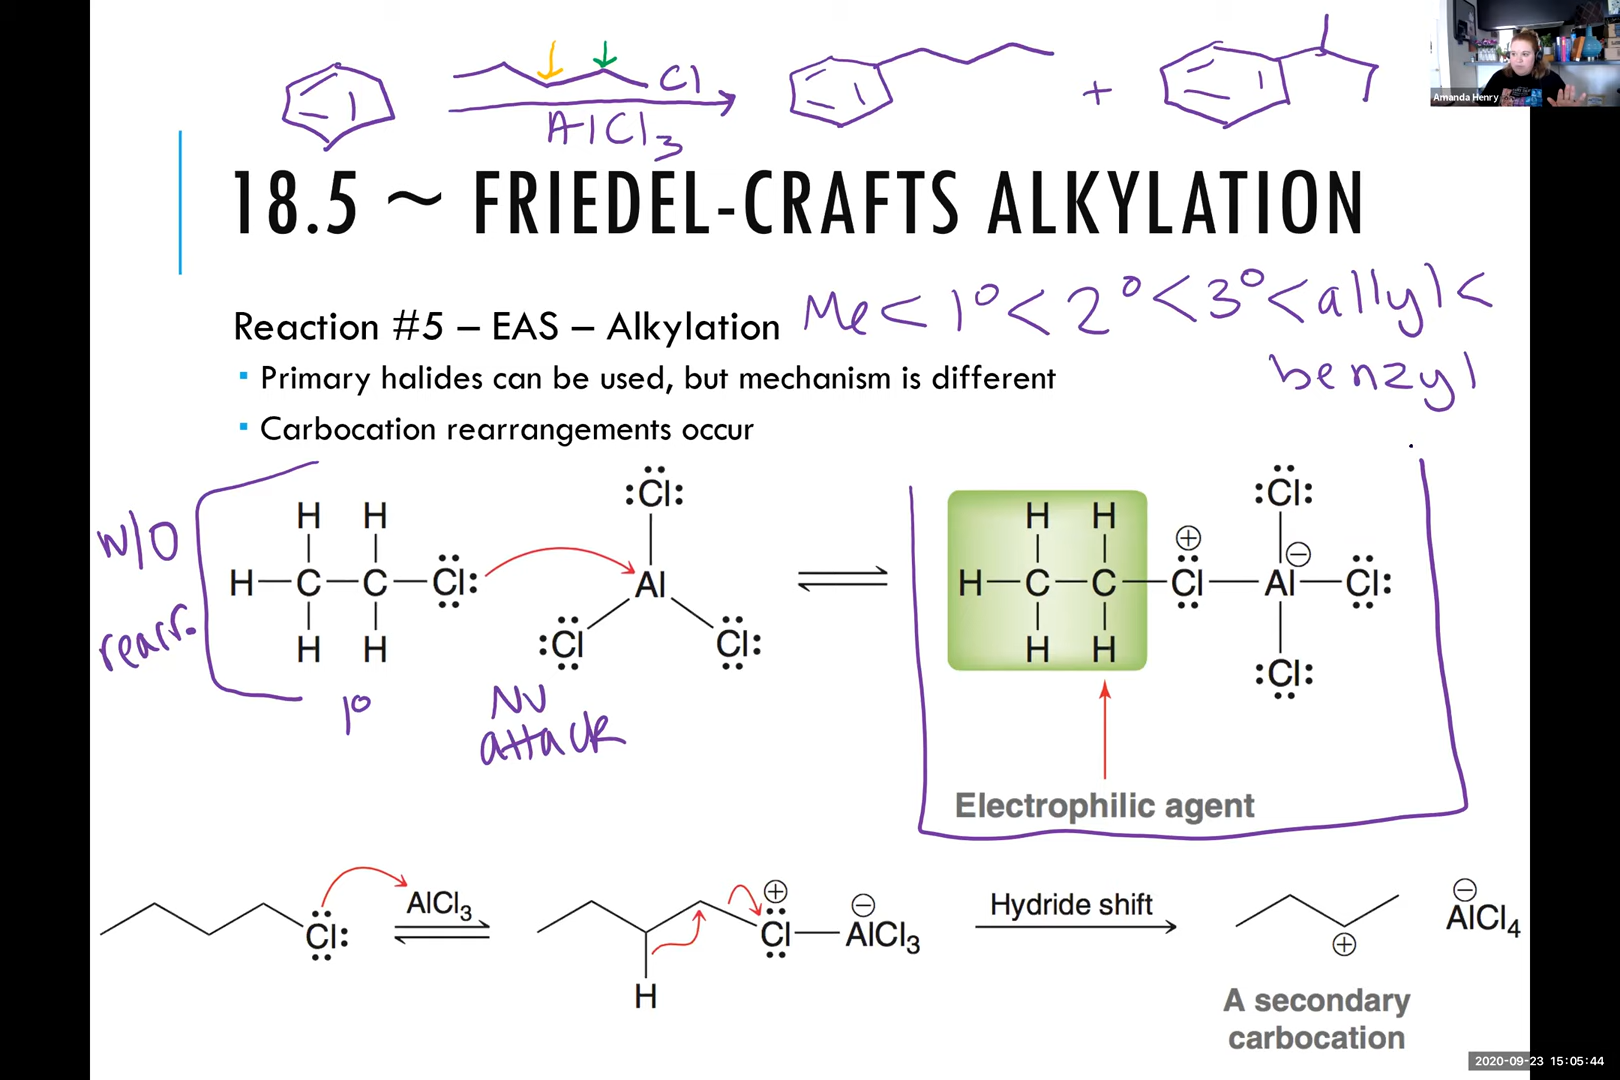 Cl
AlCl3
+
Amanda Henry
18.5 ~ FRIEDEL-CRAFTS ALKYLATION
Reaction #5 – EAS – Alkylation
Me < 1° < 2° < 3° < allyl <
benzyl
▪ Primary halides can be used, but mechanism is different
▪ Carbocation rearrangements occur
w/o
rearr.
H H
H—C—C—Cl:
H H
1°
:Cl:
Al
:Cl Cl:
Nu
attack
H H
H—C—C—Cl—Al—Cl:
H H
⊕
⊖
:Cl:
:Cl:
Electrophilic agent
Cl:
AlCl3
H
⊕
Cl—AlCl3
⊖
Hydride shift
⊕
⊖
AlCl4
A secondary
carbocation
2020-09-23 15:05:44